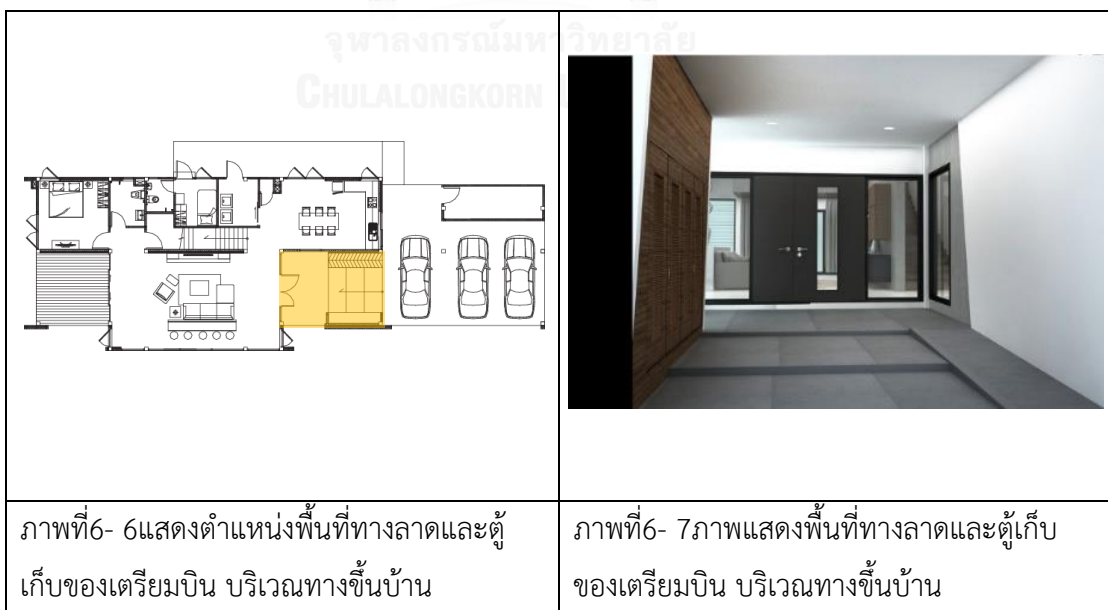 จุฬาลงกรณ์มหาวิทยาลัย
CHULALONGKORN
ภาพที่6- 6แสดงตำแหน่งพื้นที่ทางลาดและตู้
เก็บของเตรียมบิน บริเวณทางขึ้นบ้าน
ภาพที่6- 7ภาพแสดงพื้นที่ทางลาดและตู้เก็บ
ของเตรียมบิน บริเวณทางขึ้นบ้าน